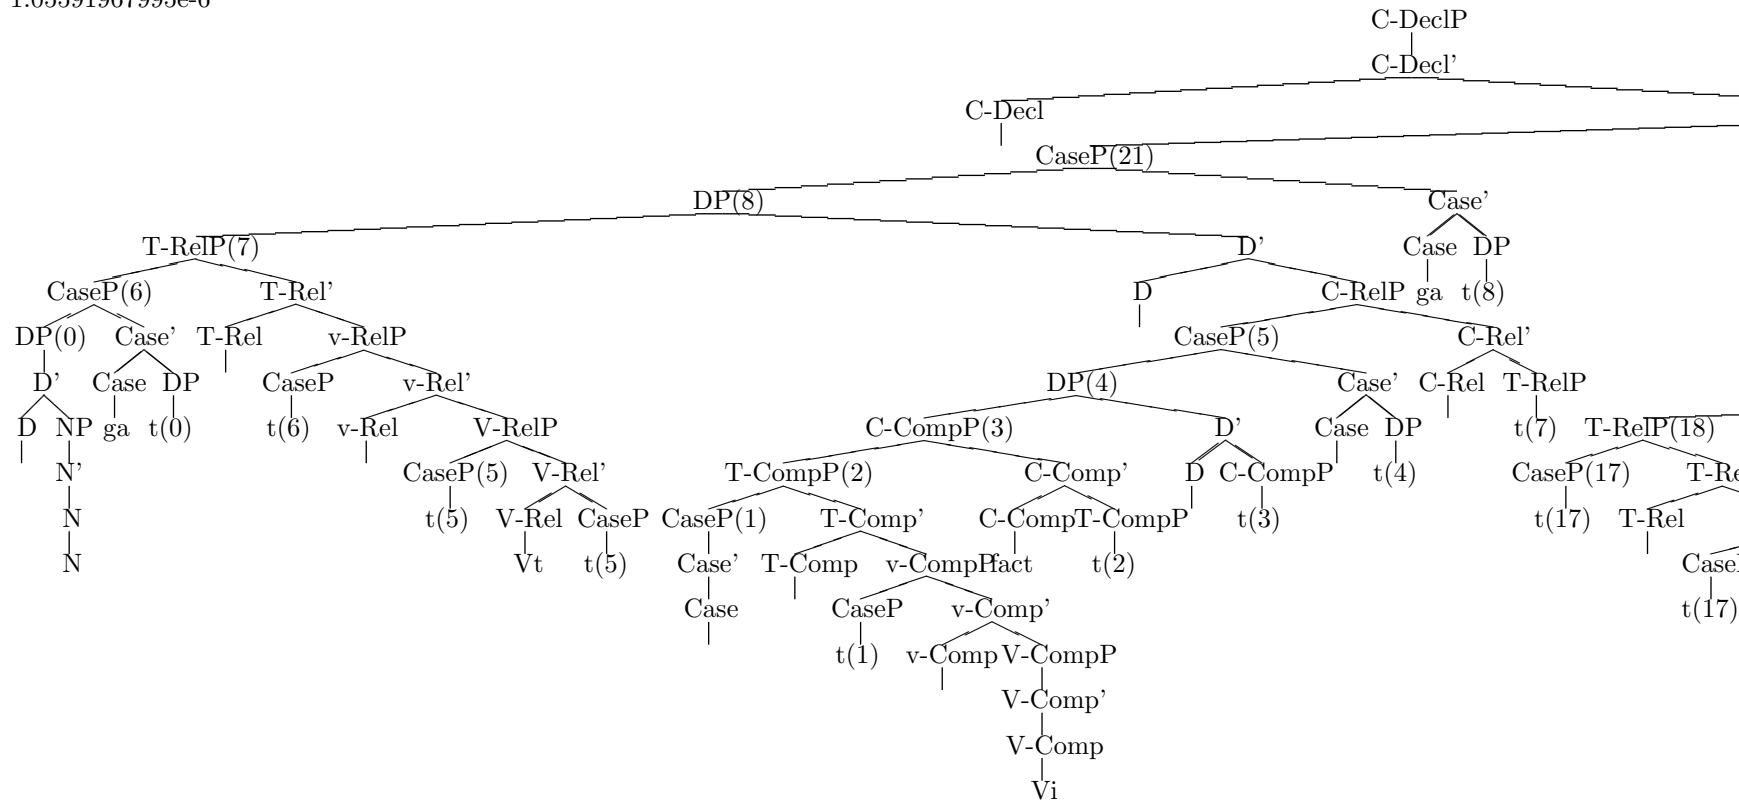 C-DeclP
C-Decl’
C-Decl
CaseP(21)
DP(8) Case’
T-RelP(7) D’ Case DP
CaseP(6) T-Rel’ D C-RelP ga t(8)
DP(0) Case’ T-Rel v-RelP CaseP(5) C-Rel’
D’ Case DP CaseP v-Rel’ DP(4) Case’ C-Rel T-RelP
D NP ga t(0) t(6) v-Rel V-RelP C-CompP(3) D’ Case DP t(7) T-RelP(18)
N’ CaseP(5) V-Rel’ T-CompP(2) C-Comp’ D C-CompP t(4) CaseP(17)
N t(5) V-Rel CaseP CaseP(1) T-Comp’ C-Comp T-CompP t(3) t(17) T-Rel
N Vt t(5) Case’ T-Comp v-CompP fact t(2)
Case CaseP v-Comp’ t(17)
t(1) v-Comp V-CompP
V-Comp’
V-Comp
Vi